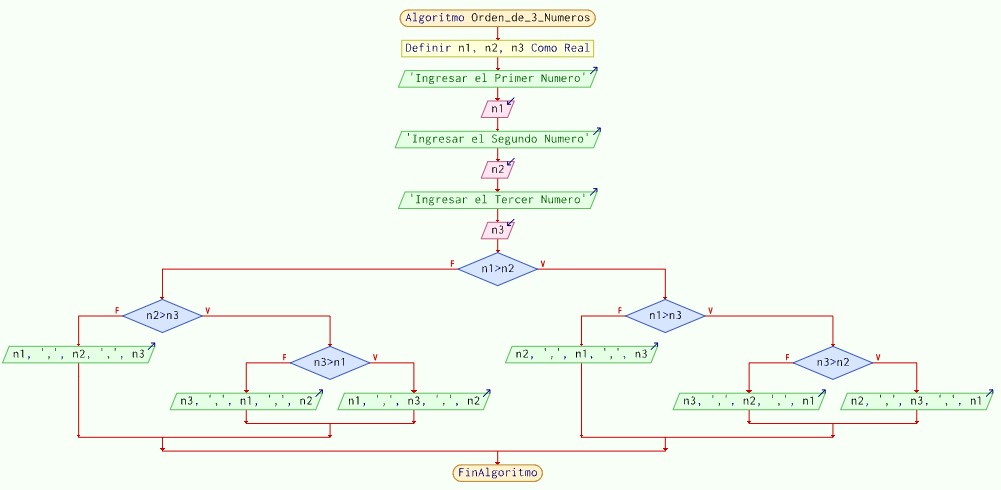 Algoritmo Orden_de_3_Numeros
Definir n1, n2, n3 Como Real
'Ingresar el Primer Numero'
n1
'Ingresar el Segundo Numero'
n2
'Ingresar el Tercer Numero'
n3
F n1>n2 V
F n2>n3 V
F n1>n3 V
n1, ',', n2, ',', n3
F n3>n1 V
n2, ',', n1, ',', n3
F n3>n2 V
n3, ',', n1, ',', n2
n1, ',', n3, ',', n2
n3, ',', n2, ',', n1
n2, ',', n3, ',', n1
FinAlgoritmo